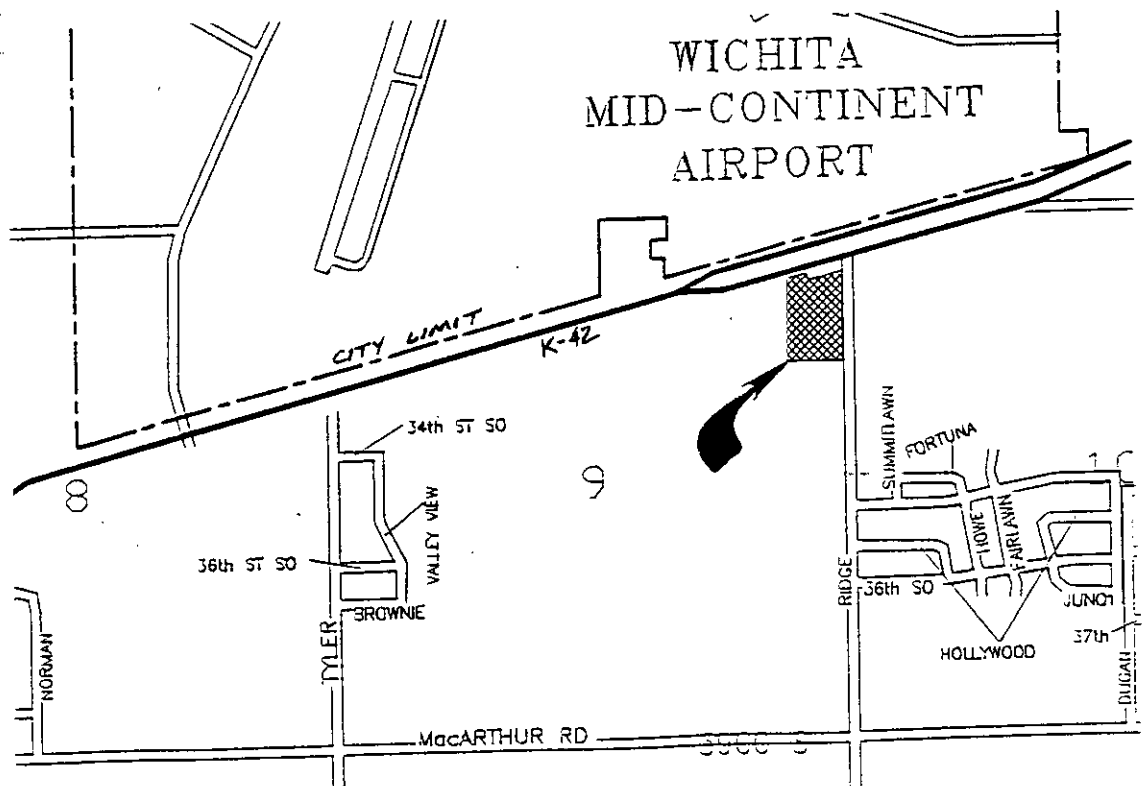 WICHITA
MID-CONTINENT
AIRPORT
CITY LIMIT
K-42
34th ST SO
SUMMITLAWN
FORTUNA
8
9
VALLEY VIEW
HOWE
FAIRLAWN
36th ST SO
RIDGE
36th SO
BROWNIE
JUNO
37th
NORMAN
TYLER
HOLLYWOOD
DUGAN
MacARTHUR RD